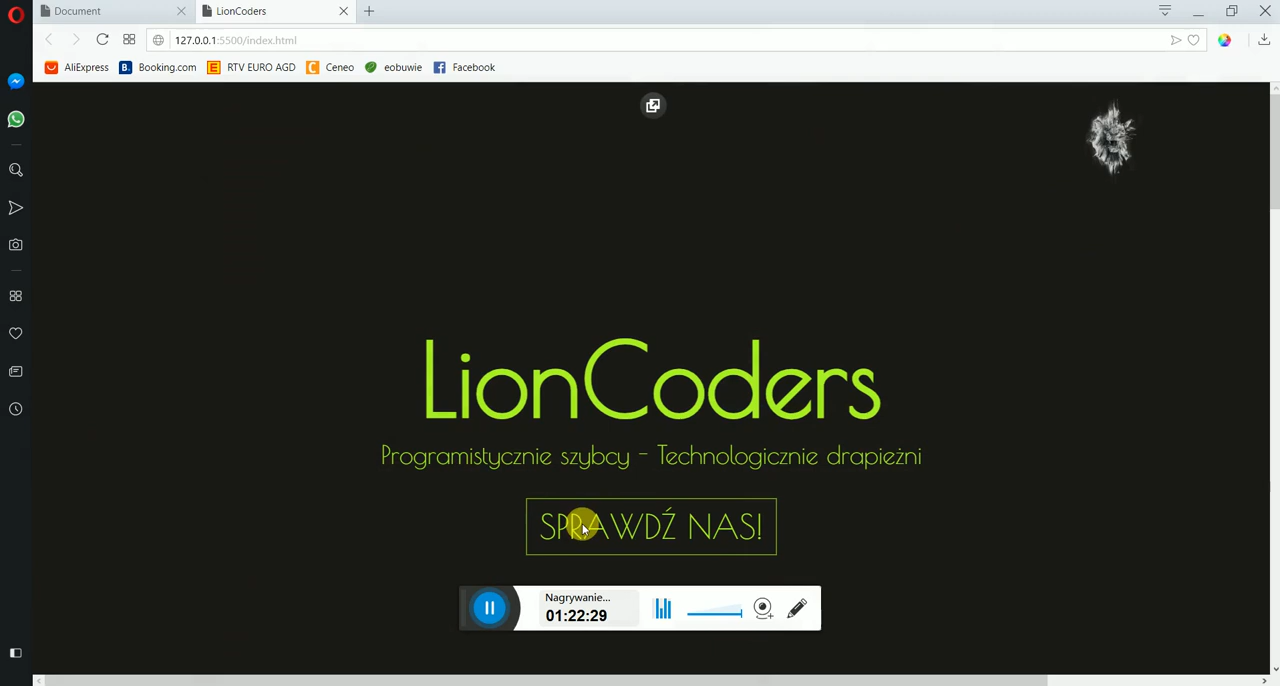 Document
LionCoders
127.0.0.1:5500/index.html
AliExpress
B.
Booking.com
E
RTV EURO AGD
C
Ceneo
eobuwie
Facebook
LionCoders
Programistycznie szybcy - Technologicznie drapieżni
SPRAWDŹ NAS!
Nagrywanie...
01:22:29